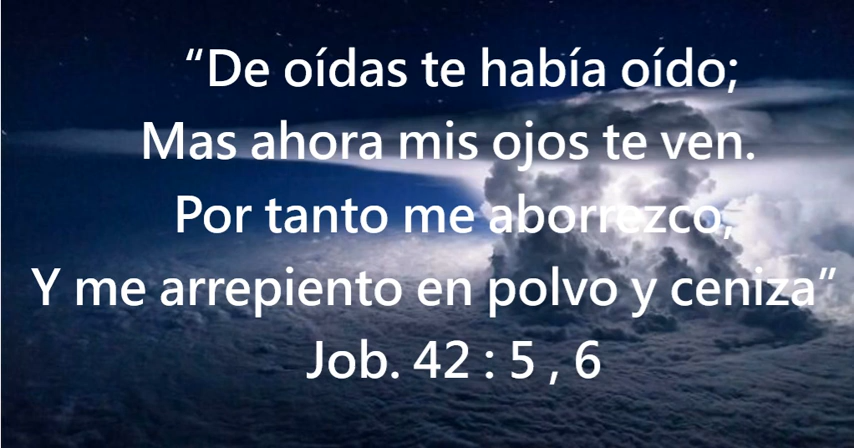 “De oídas te había oído;
Mas ahora mis ojos te ven.
Por tanto me aborrezco,
Y me arrepiento en polvo y ceniza”
Job. 42 : 5 , 6